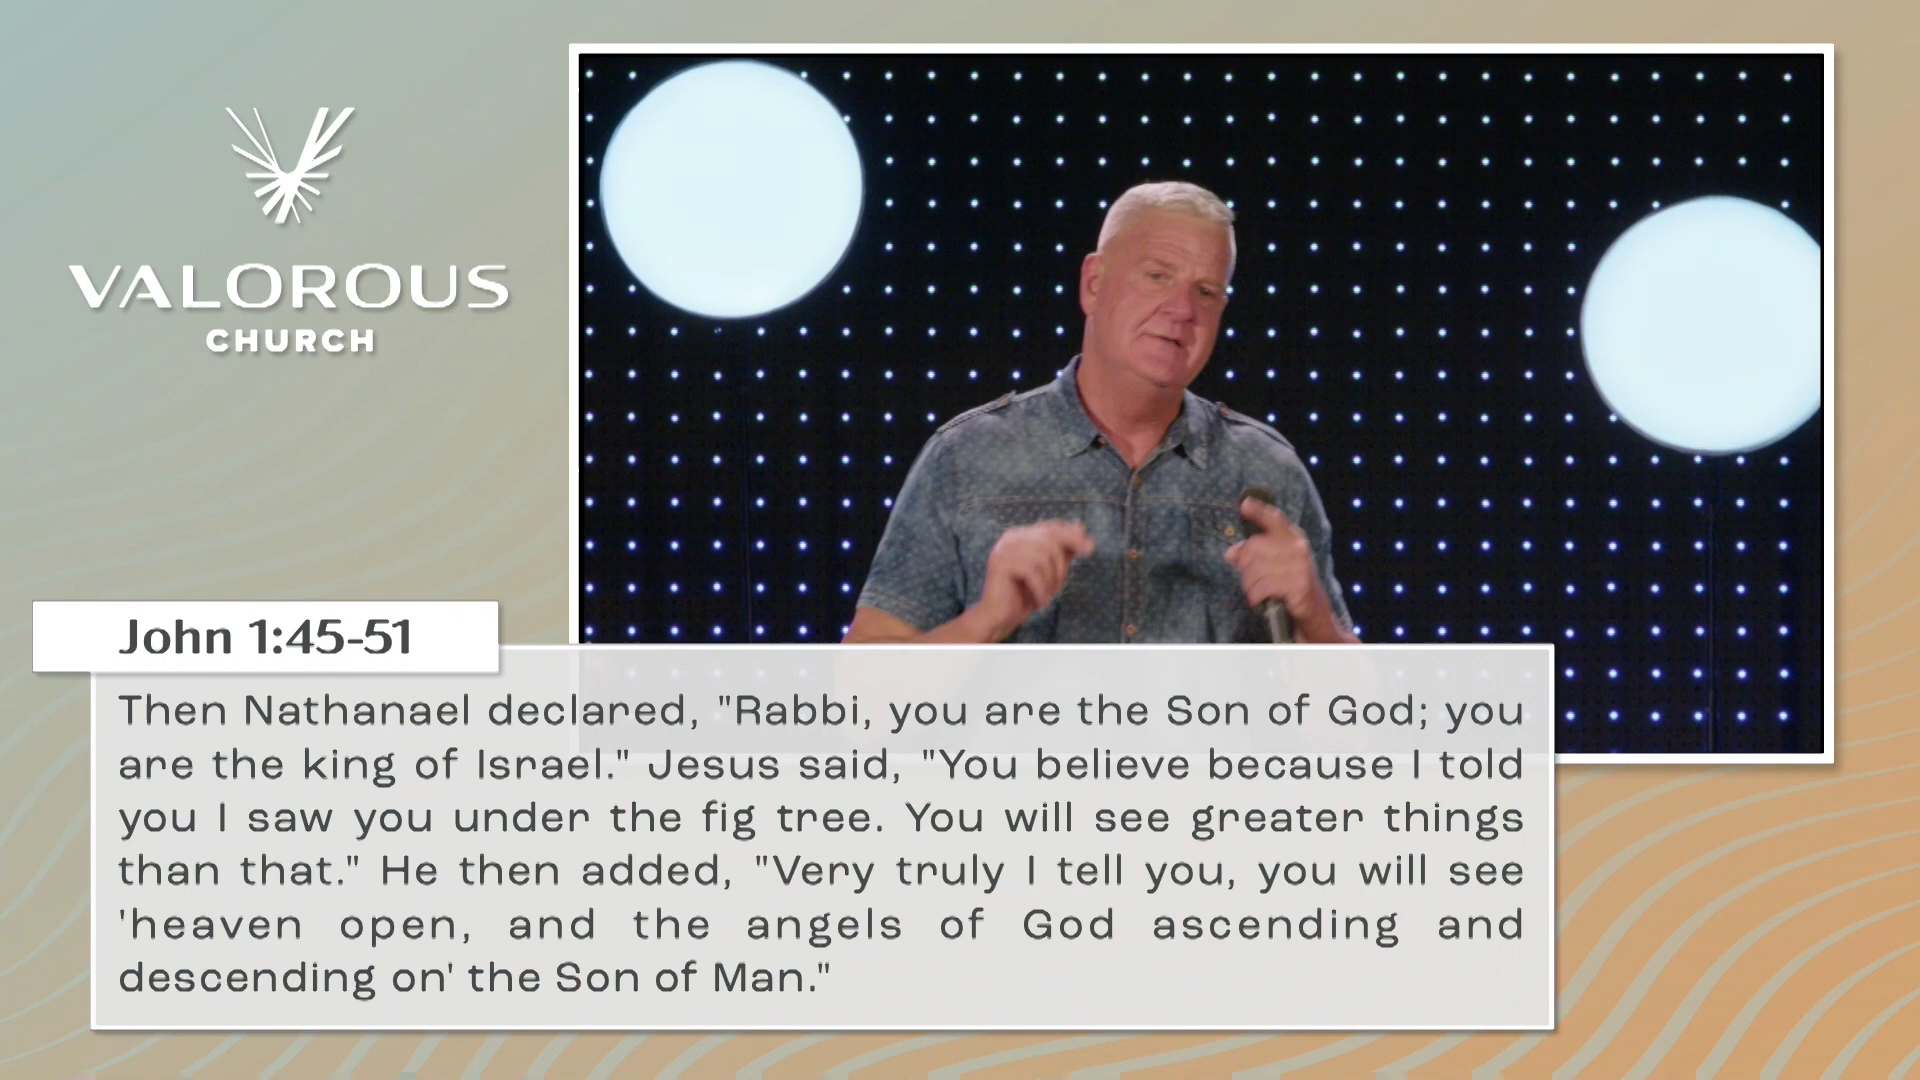 VALOROUS
CHURCH
John 1:45-51
Then Nathanael declared, "Rabbi, you are the Son of God; you
are the king of Israel." Jesus said, "You believe because I told
you I saw you under the fig tree. You will see greater things
than that." He then added, "Very truly I tell you, you will see
'heaven open, and the angels of God ascending and
descending on' the Son of Man."